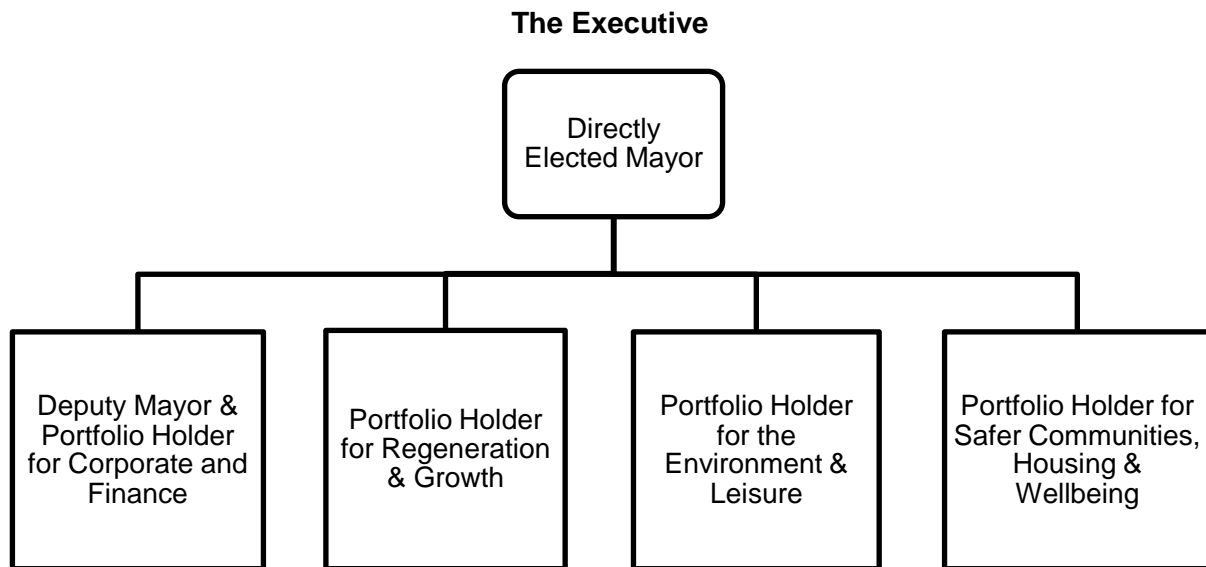 The Executive
Directly
Elected Mayor
Deputy Mayor &
Portfolio Holder
for Corporate and
Finance
Portfolio Holder
for Regeneration
& Growth
Portfolio Holder
for the
Environment &
Leisure
Portfolio Holder for
Safer Communities,
Housing &
Wellbeing